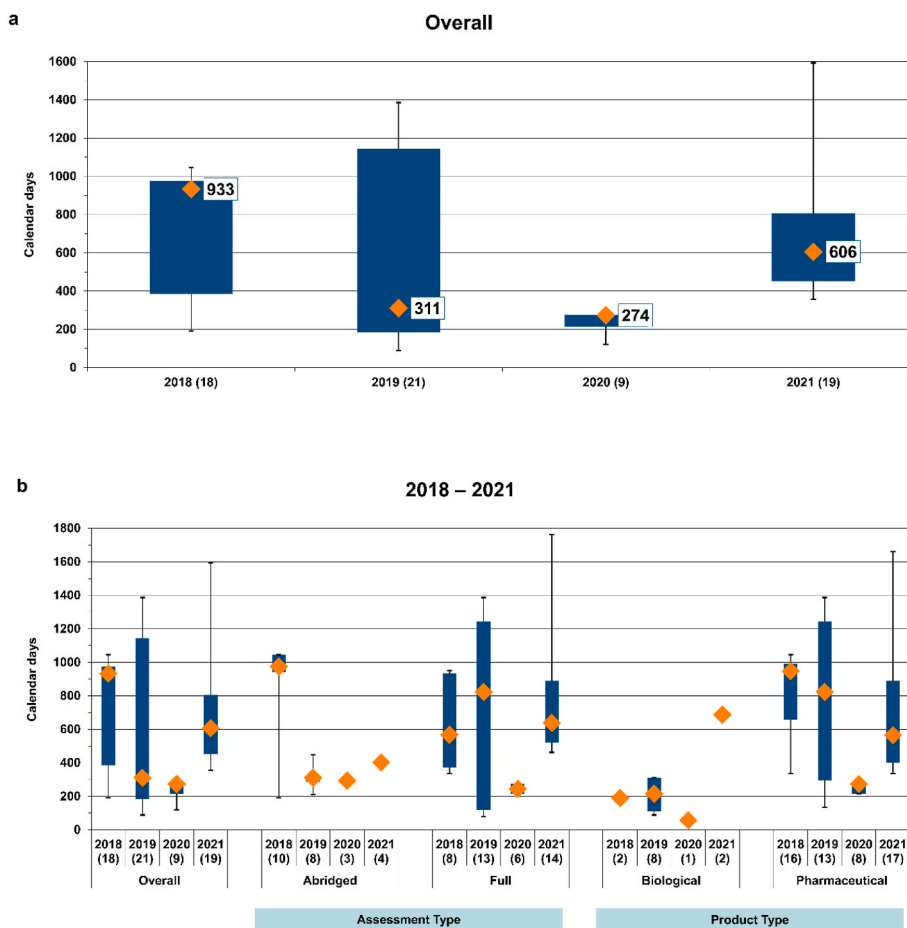 a
Overall
1600
1400
1200
1000
800
600
400
200
0
Calendar days
933
311
274
606
2018 (18) 2019 (21) 2020 (9) 2021 (19)
b
2018 – 2021
1800
1600
1400
1200
1000
800
600
400
200
0
Calendar days
2018 2019 2020 2021 2018 2019 2020 2021 2018 2019 2020 2021 2018 2019 2020 2021 2018 2019 2020 2021
(18) (21) (9) (19) (10) (8) (3) (4) (8) (13) (6) (14) (2) (8) (1) (2) (16) (13) (8) (17)
Overall Abridged Full Biological Pharmaceutical
Assessment Type Product Type